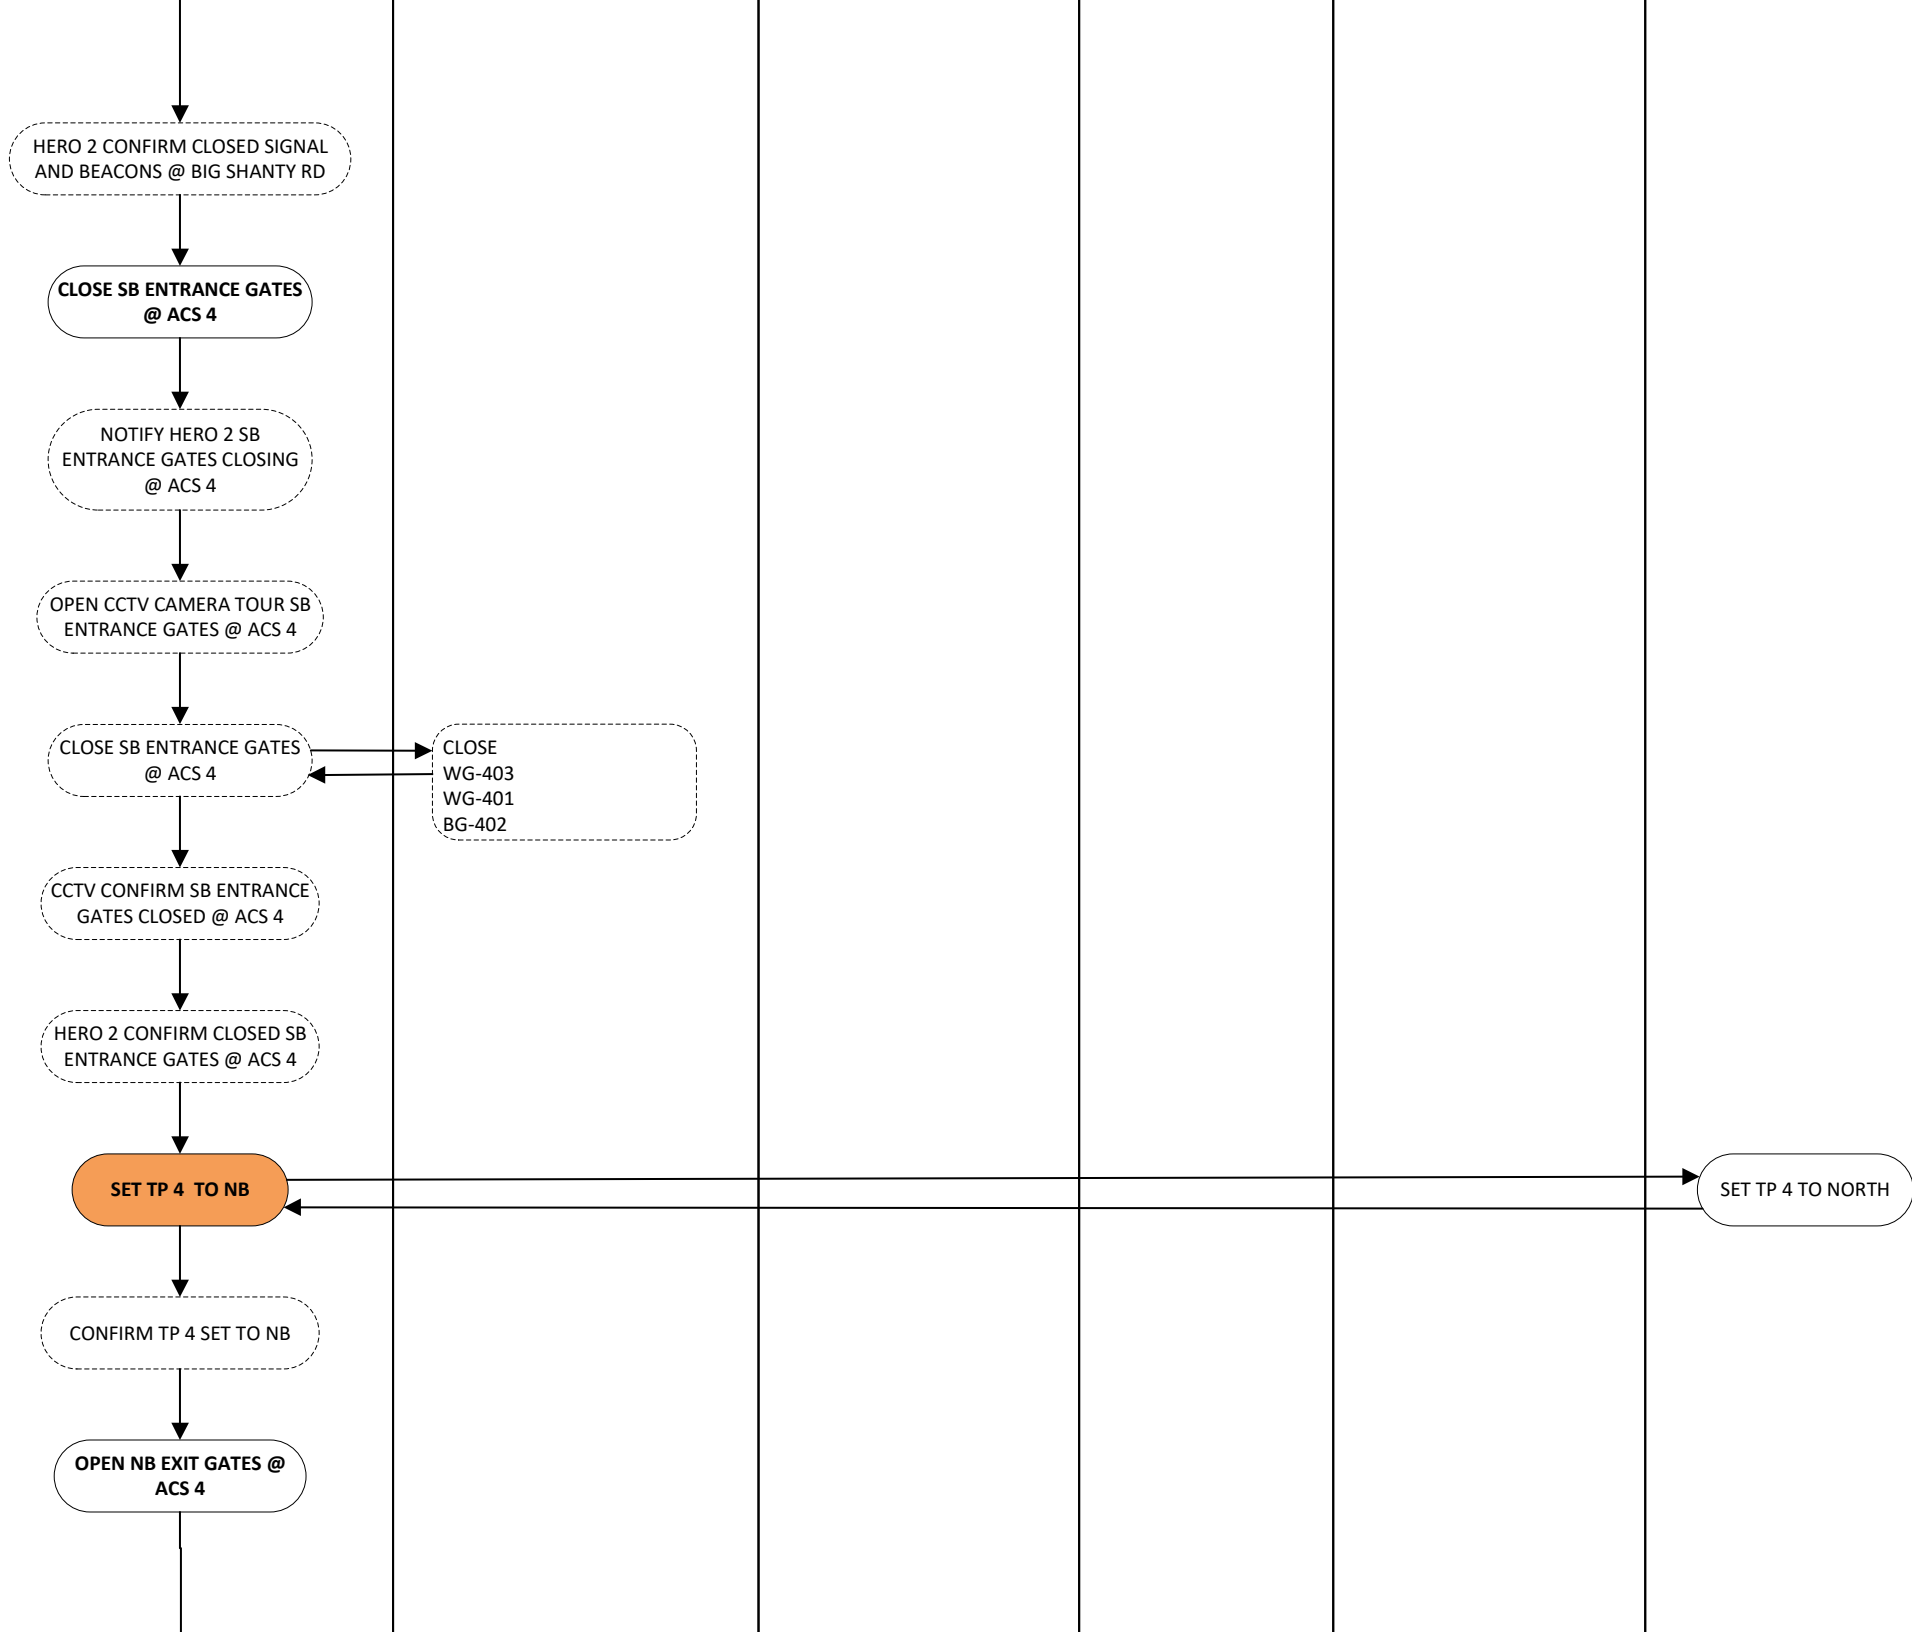 HERO 2 CONFIRM CLOSED SIGNAL
AND BEACONS @ BIG SHANTY RD
CLOSE SB ENTRANCE GATES
@ ACS 4
NOTIFY HERO 2 SB
ENTRANCE GATES CLOSING
@ ACS 4
OPEN CCTV CAMERA TOUR SB
ENTRANCE GATES @ ACS 4
CLOSE SB ENTRANCE GATES
@ ACS 4
CLOSE
WG-403
WG-401
BG-402
CCTV CONFIRM SB ENTRANCE
GATES CLOSED @ ACS 4
HERO 2 CONFIRM CLOSED SB
ENTRANCE GATES @ ACS 4
SET TP 4 TO NB
SET TP 4 TO NORTH
CONFIRM TP 4 SET TO NB
OPEN NB EXIT GATES @
ACS 4